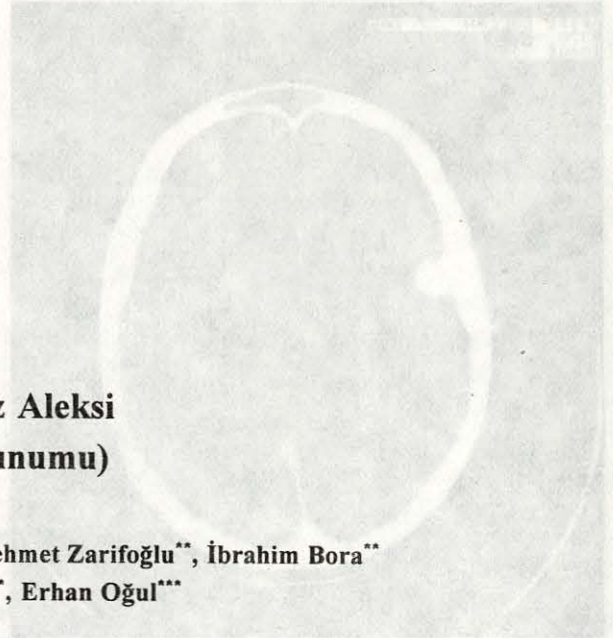 z Aleksi
unumu)
ehmet Zarifoğlu**, İbrahim Bora**
*, Erhan Oğul***